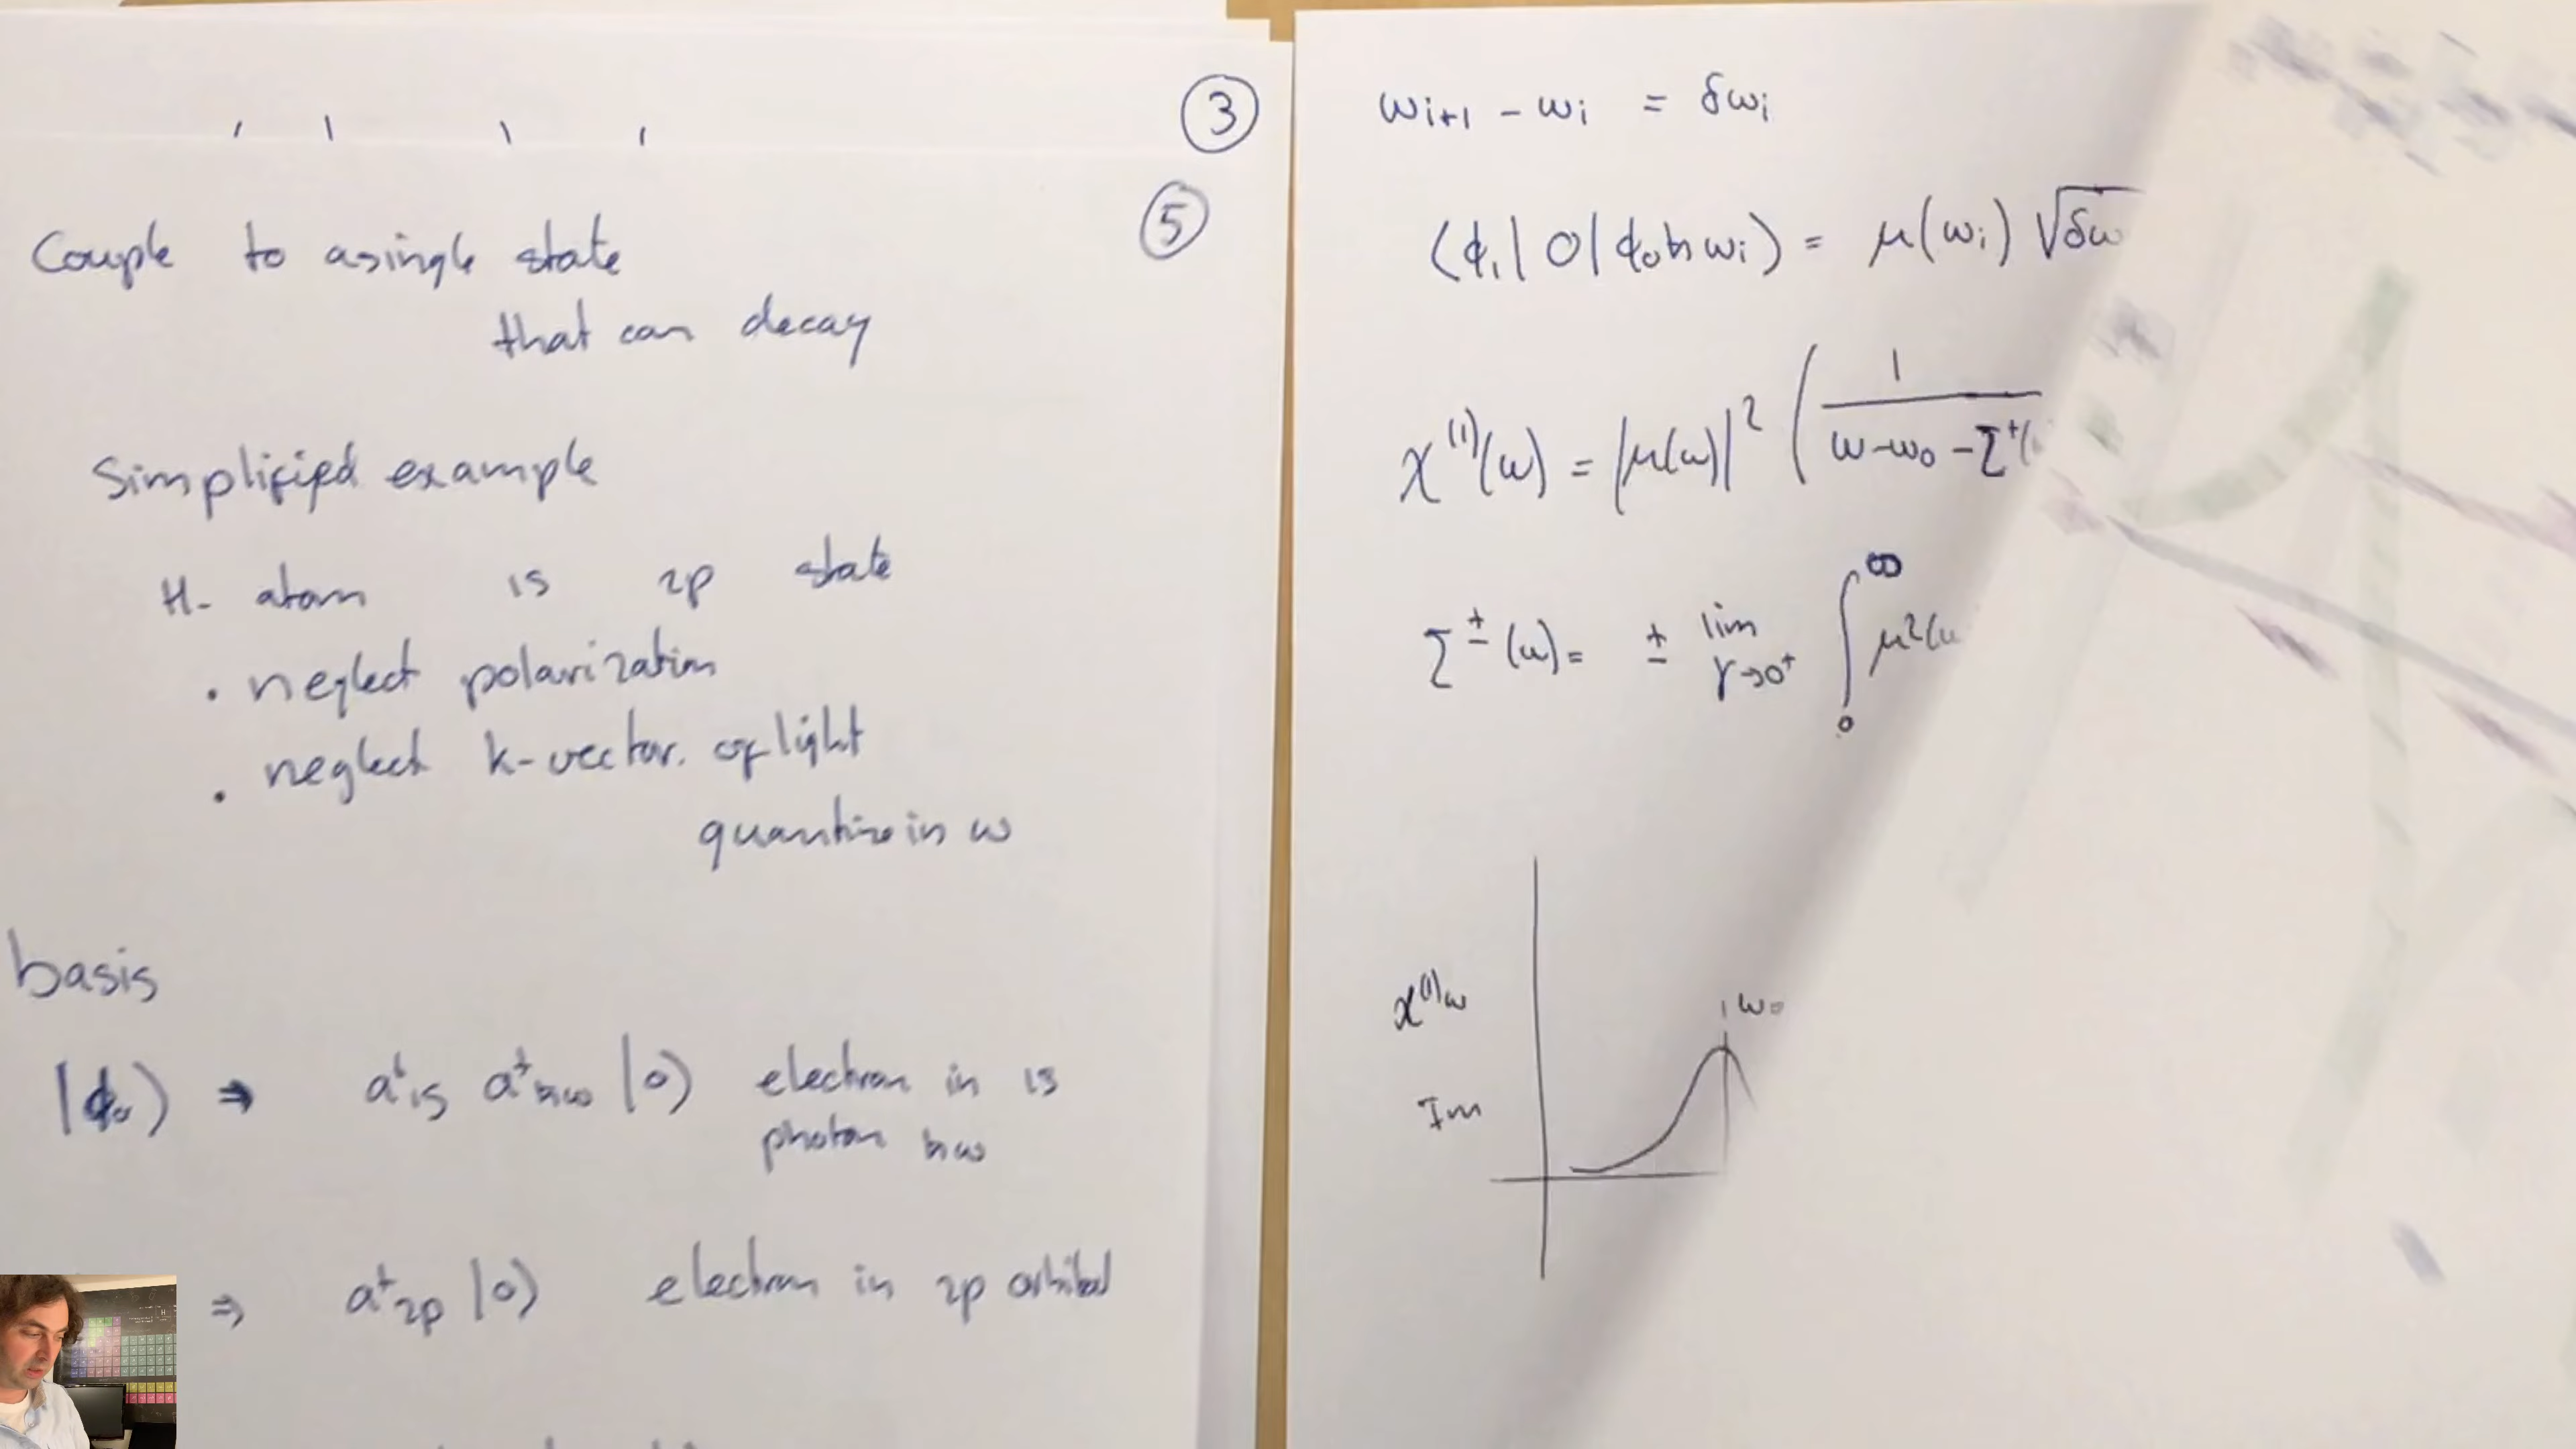 ③
⑤
Couple to a single state
that can decay
Simplified example
H- atom 1s 2p state
• neglect polarization
• neglect k-vector. of light
quantize in ω
basis
|ϕ₀⟩ ⇒ a†1s a†ħω |0⟩ electron in 1s
photon ħω
⇒ a†2p |0⟩ electron in 2p orbital
ωi+1 - ωi = δωi
⟨ϕ₁| O | ϕ₀ħωi⟩ = μ(ωi) √δω
χ⁽¹⁾(ω) = |μ(ω)|² ( 1 / ω-ω₀ - Σ⁺(
Σ±(ω) = ± lim γ→0⁺ ∫₀^∞ μ²(ω
χ⁽¹⁾ω
ω₀
Im